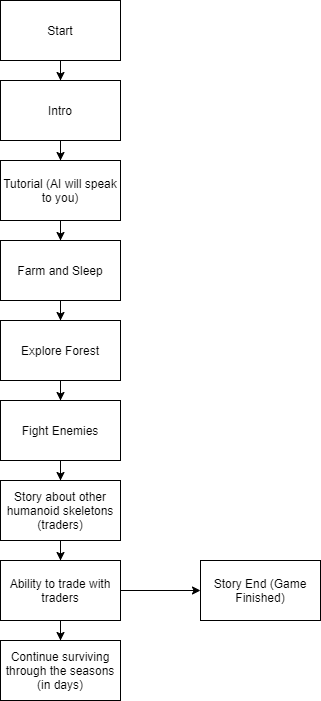 Start
Intro
Tutorial (AI will speak
to you)
Farm and Sleep
Explore Forest
Fight Enemies
Story about other
humanoid skeletons
(traders)
Ability to trade with
traders
Story End (Game
Finished)
Continue surviving
through the seasons
(in days)